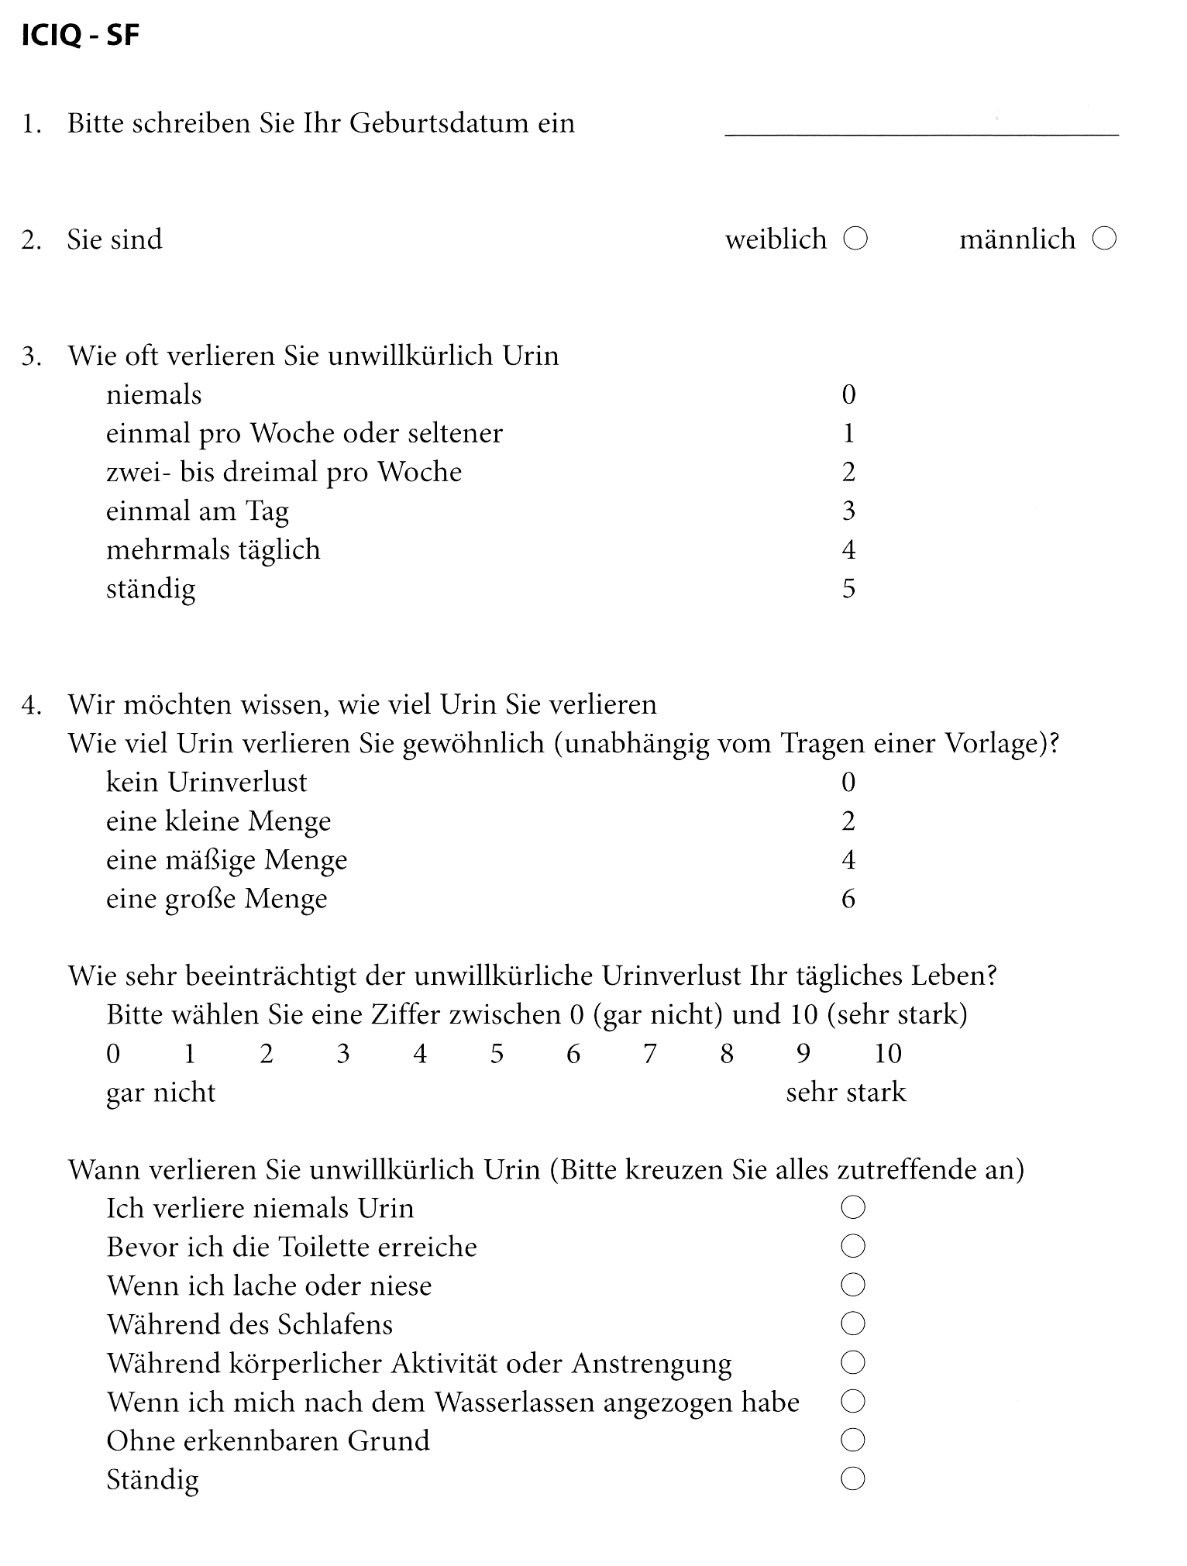 ICIQ - SF
1. Bitte schreiben Sie Ihr Geburtsdatum ein
2. Sie sind weiblich männlich
3. Wie oft verlieren Sie unwillkürlich Urin
niemals 0
einmal pro Woche oder seltener 1
zwei- bis dreimal pro Woche 2
einmal am Tag 3
mehrmals täglich 4
ständig 5
4. Wir möchten wissen, wie viel Urin Sie verlieren
Wie viel Urin verlieren Sie gewöhnlich (unabhängig vom Tragen einer Vorlage)?
kein Urinverlust 0
eine kleine Menge 2
eine mäßige Menge 4
eine große Menge 6
Wie sehr beeinträchtigt der unwillkürliche Urinverlust Ihr tägliches Leben?
Bitte wählen Sie eine Ziffer zwischen 0 (gar nicht) und 10 (sehr stark)
0 1 2 3 4 5 6 7 8 9 10
gar nicht sehr stark
Wann verlieren Sie unwillkürlich Urin (Bitte kreuzen Sie alles zutreffende an)
Ich verliere niemals Urin
Bevor ich die Toilette erreiche
Wenn ich lache oder niese
Während des Schlafens
Während körperlicher Aktivität oder Anstrengung
Wenn ich mich nach dem Wasserlassen angezogen habe
Ohne erkennbaren Grund
Ständig